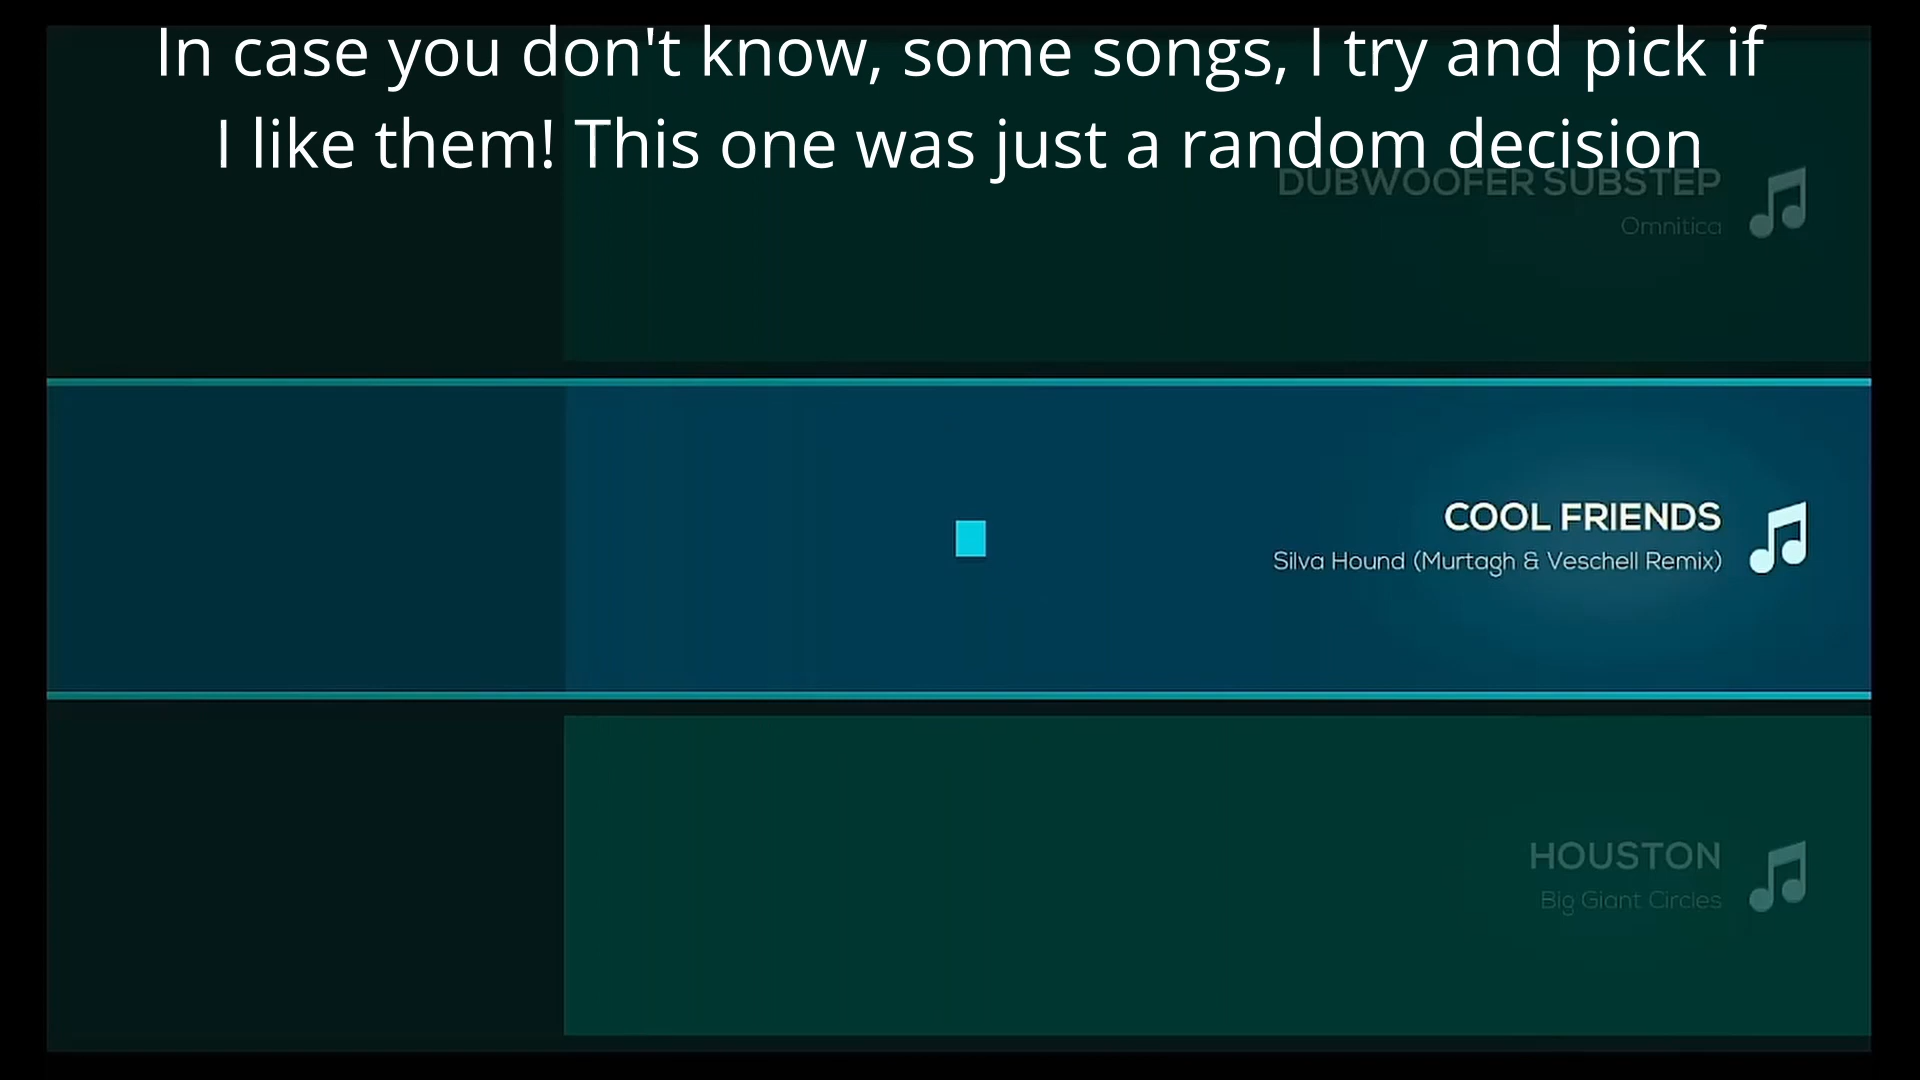 In case you don't know, some songs, I try and pick if
I like them! This one was just a random decision
DUBWOOFER SUBSTEP
Omnitica
COOL FRIENDS
Silva Hound (Murtagh & Veschell Remix)
HOUSTON
Big Giant Circles